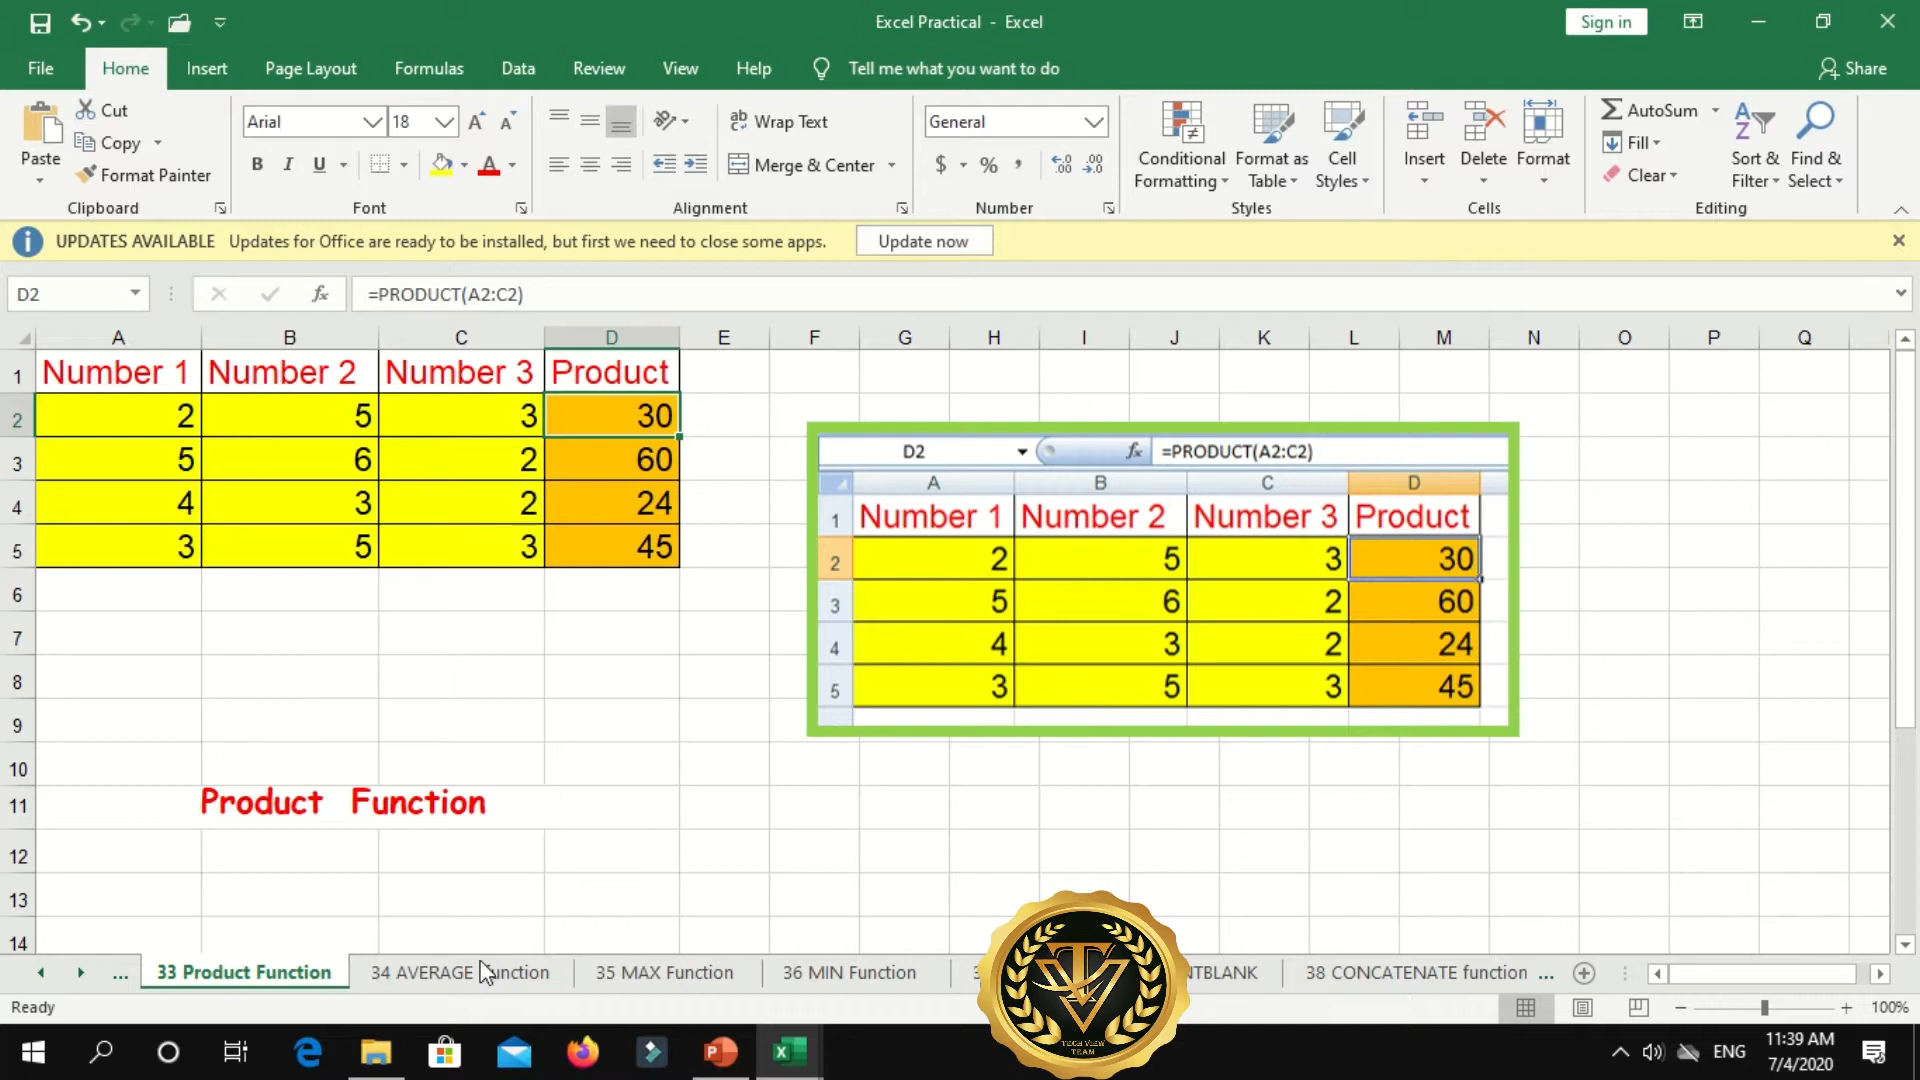 Excel Practical - Excel
Sign in
File Home Insert Page Layout Formulas Data Review View Help Tell me what you want to do Share
Paste
Cut
Copy
Format Painter
Clipboard
Arial 18
B I U
Font
Wrap Text
Merge & Center
Alignment
General
$ % ,
Number
Conditional Formatting
Format as Table
Cell Styles
Styles
Insert Delete Format
Cells
AutoSum
Fill
Clear
Sort & Filter
Find & Select
Editing
UPDATES AVAILABLE Updates for Office are ready to be installed, but first we need to close some apps. Update now
D2 fx =PRODUCT(A2:C2)
A B C D E F G H I J K L M N O P Q
1 Number 1 Number 2 Number 3 Product
2 2 5 3 30
3 5 6 2 60
4 4 3 2 24
5 3 5 3 45
6
7
8
9
10
11 Product Function
12
13
14
D2 fx =PRODUCT(A2:C2)
A B C D
1 Number 1 Number 2 Number 3 Product
2 2 5 3 30
3 5 6 2 60
4 4 3 2 24
5 3 5 3 45
TECH VIEW
TEAM
... 33 Product Function 34 AVERAGE Function 35 MAX Function 36 MIN Function NTBLANK 38 CONCATENATE function ...
Ready
100%
ENG
11:39 AM
7/4/2020